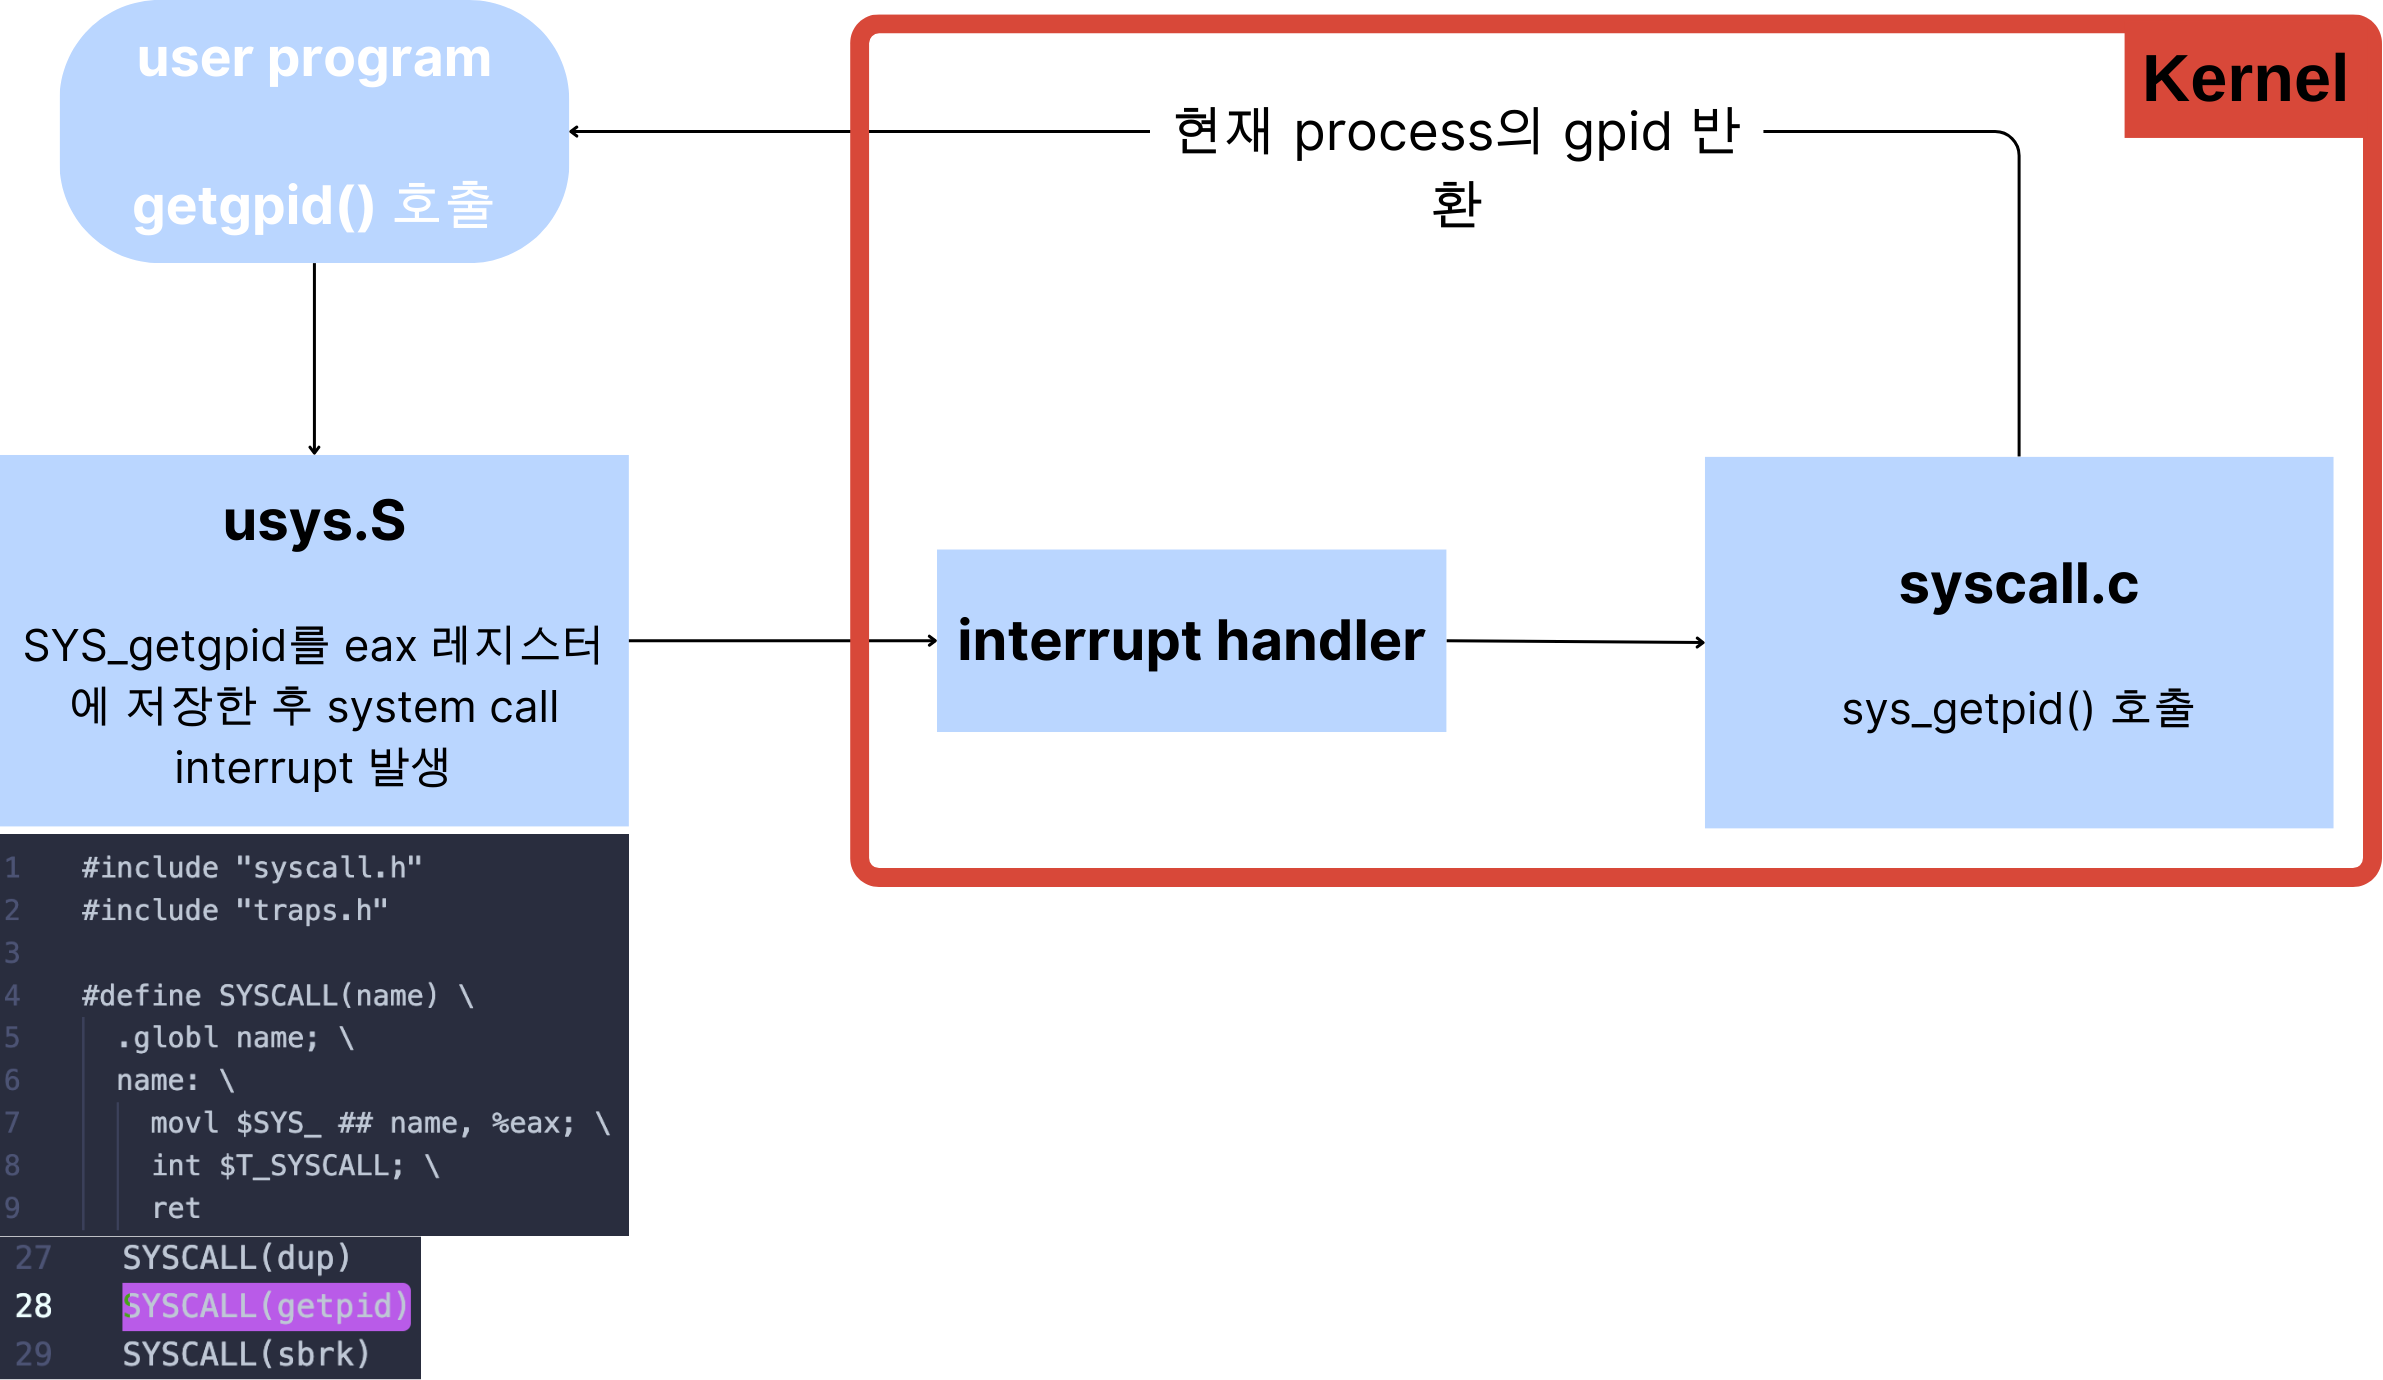 user program
getgpid() 호출
Kernel
현재 process의 gpid 반
환
usys.S
SYS_getgpid를 eax 레지스터
에 저장한 후 system call
interrupt 발생
interrupt handler
syscall.c
sys_getpid() 호출
1 #include "syscall.h"
2 #include "traps.h"
3
4 #define SYSCALL(name) \
5 .globl name; \
6 name: \
7 movl $SYS_ ## name, %eax; \
8 int $T_SYSCALL; \
9 ret
27 SYSCALL(dup)
28 SYSCALL(getpid)
29 SYSCALL(sbrk)